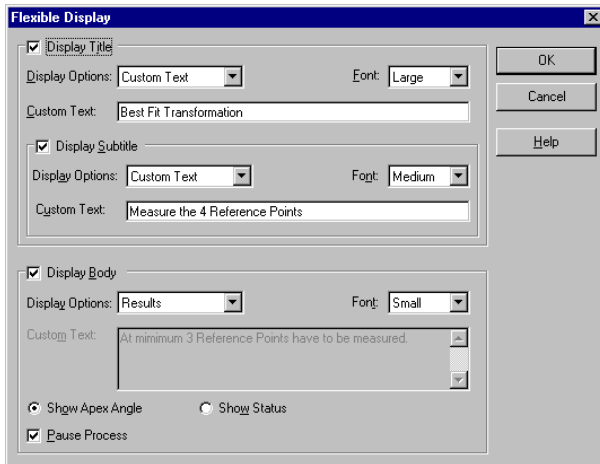 Flexible Display
Display Title
Display Options: Custom Text Font: Large
Custom Text: Best Fit Transformation
Display Subtitle
Display Options: Custom Text Font: Medium
Custom Text: Measure the 4 Reference Points
Display Body
Display Options: Results Font: Small
Custom Text: At mimimum 3 Reference Points have to be measured.
Show Apex Angle Show Status
Pause Process
OK
Cancel
Help